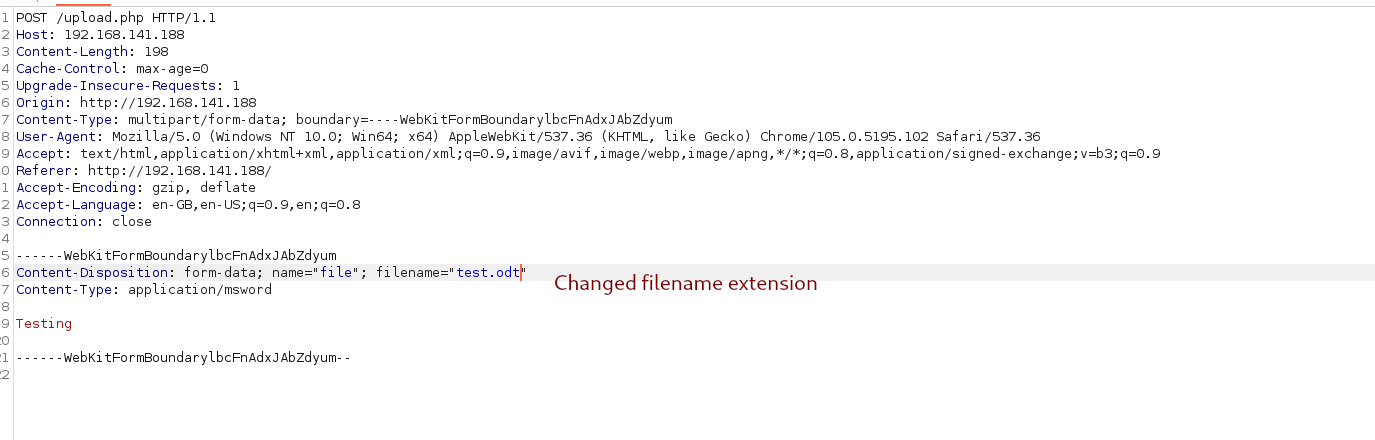 1 POST /upload.php HTTP/1.1
2 Host: 192.168.141.188
3 Content-Length: 198
4 Cache-Control: max-age=0
5 Upgrade-Insecure-Requests: 1
6 Origin: http://192.168.141.188
7 Content-Type: multipart/form-data; boundary=----WebKitFormBoundarylbcFnAdxJAbZdyum
8 User-Agent: Mozilla/5.0 (Windows NT 10.0; Win64; x64) AppleWebKit/537.36 (KHTML, like Gecko) Chrome/105.0.5195.102 Safari/537.36
9 Accept: text/html,application/xhtml+xml,application/xml;q=0.9,image/avif,image/webp,image/apng,*/*;q=0.8,application/signed-exchange;v=b3;q=0.9
0 Referer: http://192.168.141.188/
1 Accept-Encoding: gzip, deflate
2 Accept-Language: en-GB,en-US;q=0.9,en;q=0.8
3 Connection: close
4
5 ------WebKitFormBoundarylbcFnAdxJAbZdyum
6 Content-Disposition: form-data; name="file"; filename="test.odt"
Changed filename extension
7 Content-Type: application/msword
8
9 Testing
20
21 ------WebKitFormBoundarylbcFnAdxJAbZdyum--
22